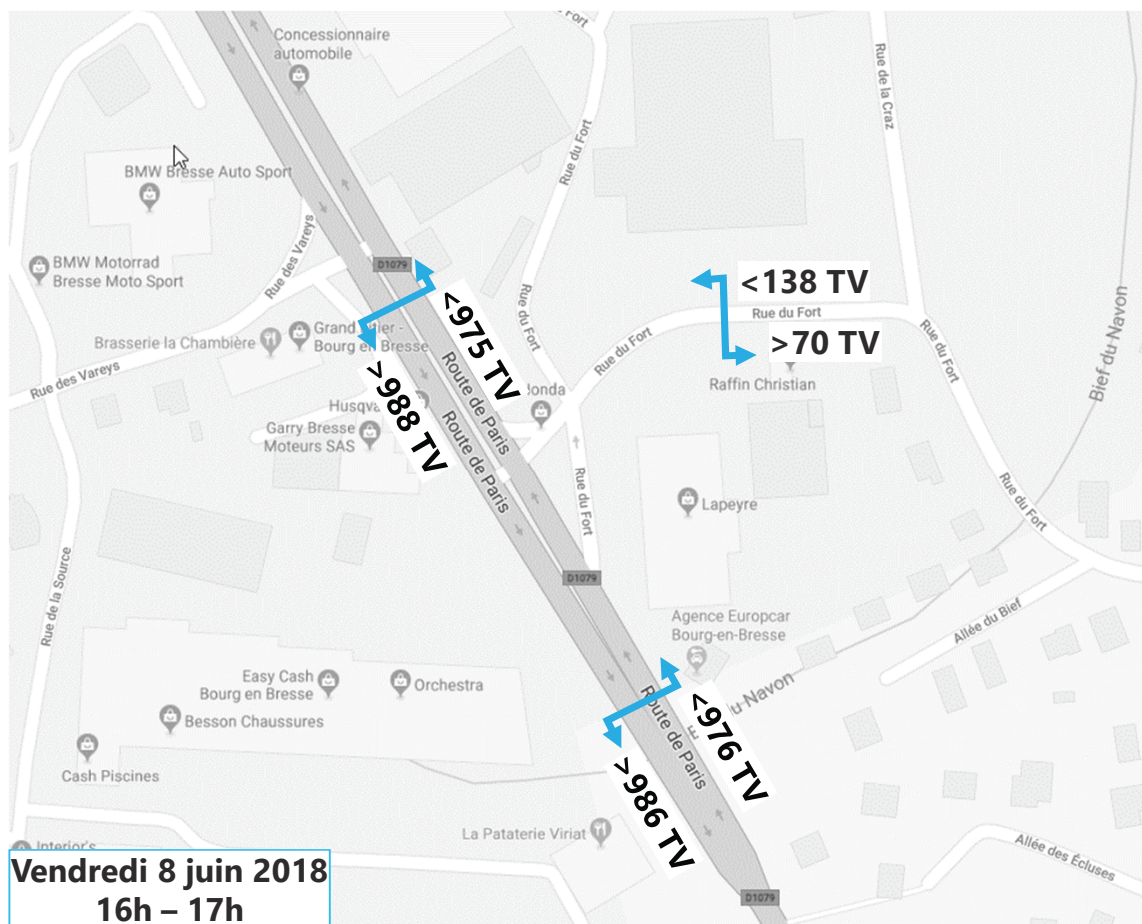 Fort
Concessionnaire
automobile
Rue de la Craz
Rue du Fort
BMW Bresse Auto Sport
Rue des Vareys
BMW Motorrad
Bresse Moto Sport
D1079
<138 TV
Rue du Fort
>70 TV
Raffin Christian
Bief du Navon
Rue du Fort
Rue du Fort
Rue du Fort
Brasserie la Chambière
Bourg en Bresse
Rue des Vareys
<975 TV
>988 TV
Route de Paris
Route de Paris
Garry Bresse
Moteurs SAS
Rue du Fort
Lapeyre
Rue du Fort
D1079
Rue de la Source
Agence Europcar
Bourg-en-Bresse
Allée du Bief
Easy Cash
Bourg en Bresse
Orchestra
Besson Chaussures
Navon
Route de Paris
<976 TV
>986 TV
Cash Piscines
La Pataterie Viriat
Interior's
Allée des Écluses
D1079
Vendredi 8 juin 2018
16h – 17h